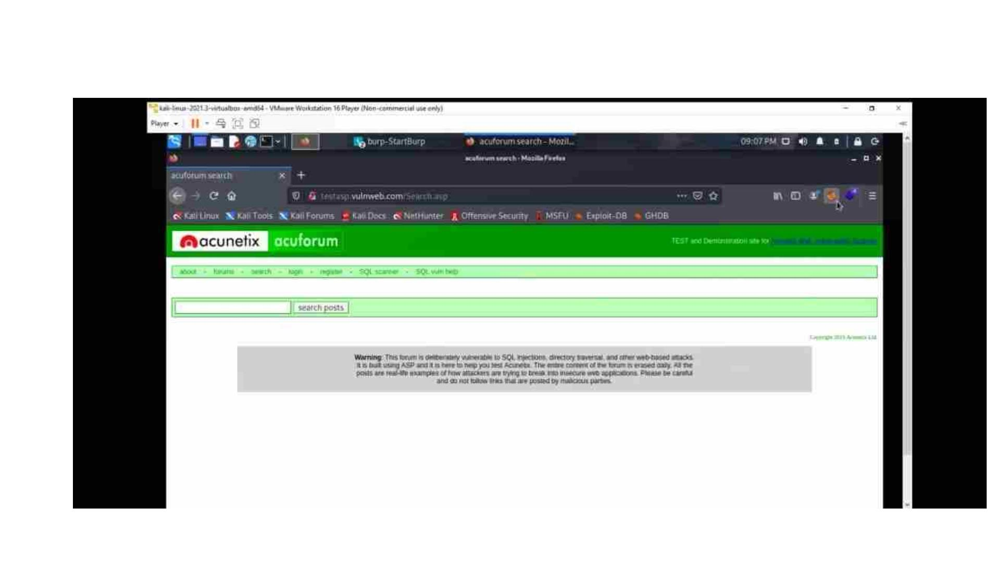 kali-linux-2021.3-virtualbox-amd64 - VMware Workstation 16 Player (Non-commercial use only)
Player
burp-StartBurp
acuforum search - Mozil...
09:07 PM
acuforum search - Mozilla Firefox
acuforum search
testasp.vulnweb.com/Search.asp
Kali Linux Kali Tools Kali Forums Kali Docs NetHunter Offensive Security MSFU Exploit-DB GHDB
acunetix acuforum
TEST and Demonstration site for
about - forums - search - login - register - SQL scanner - SQL vuln help
search posts
Copyright 2019 Acunetix Ltd.
Warning: This forum is deliberately vulnerable to SQL Injections, directory traversal, and other web-based attacks.
It is built using ASP and it is here to help you test Acunetix. The entire content of the forum is erased daily. All the
posts are real-life examples of how attackers are trying to break into insecure web applications. Please be careful
and do not follow links that are posted by malicious parties.